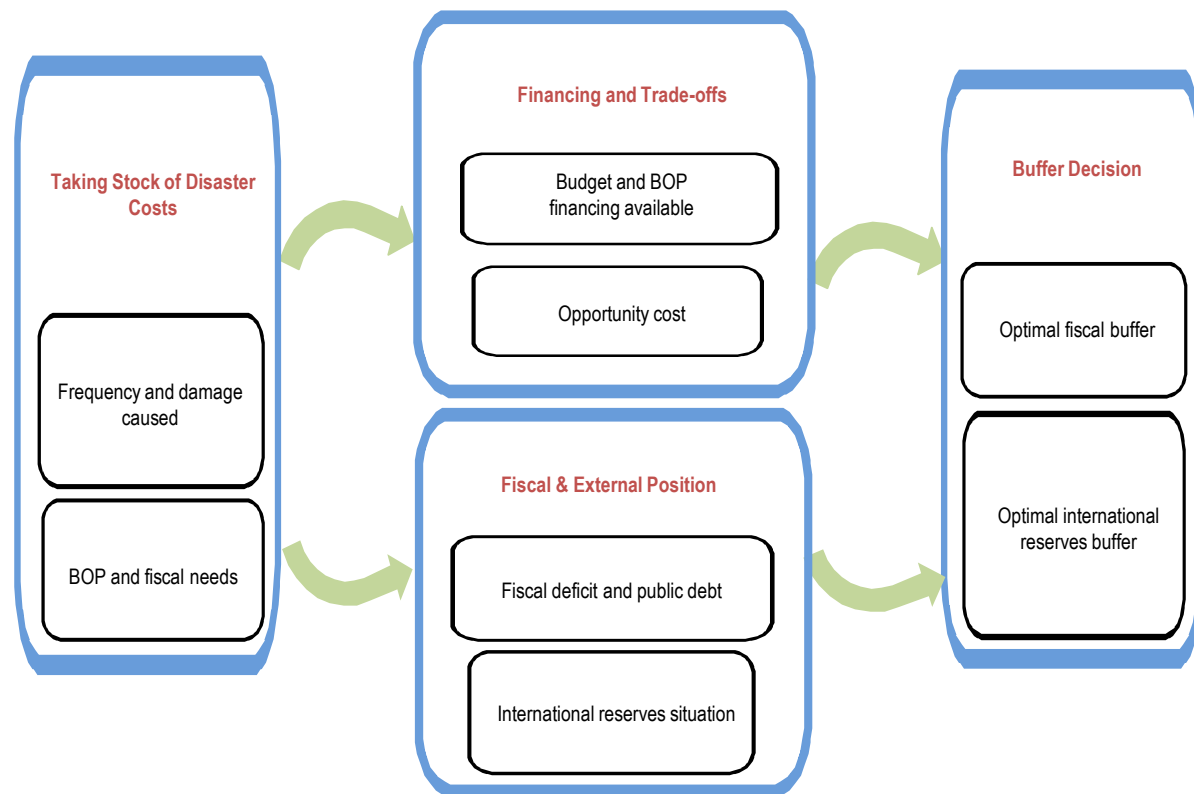 Taking Stock of Disaster
Costs
Frequency and damage
caused
BOP and fiscal needs
Financing and Trade-offs
Budget and BOP
financing available
Opportunity cost
Fiscal & External Position
Fiscal deficit and public debt
International reserves situation
Buffer Decision
Optimal fiscal buffer
Optimal international
reserves buffer